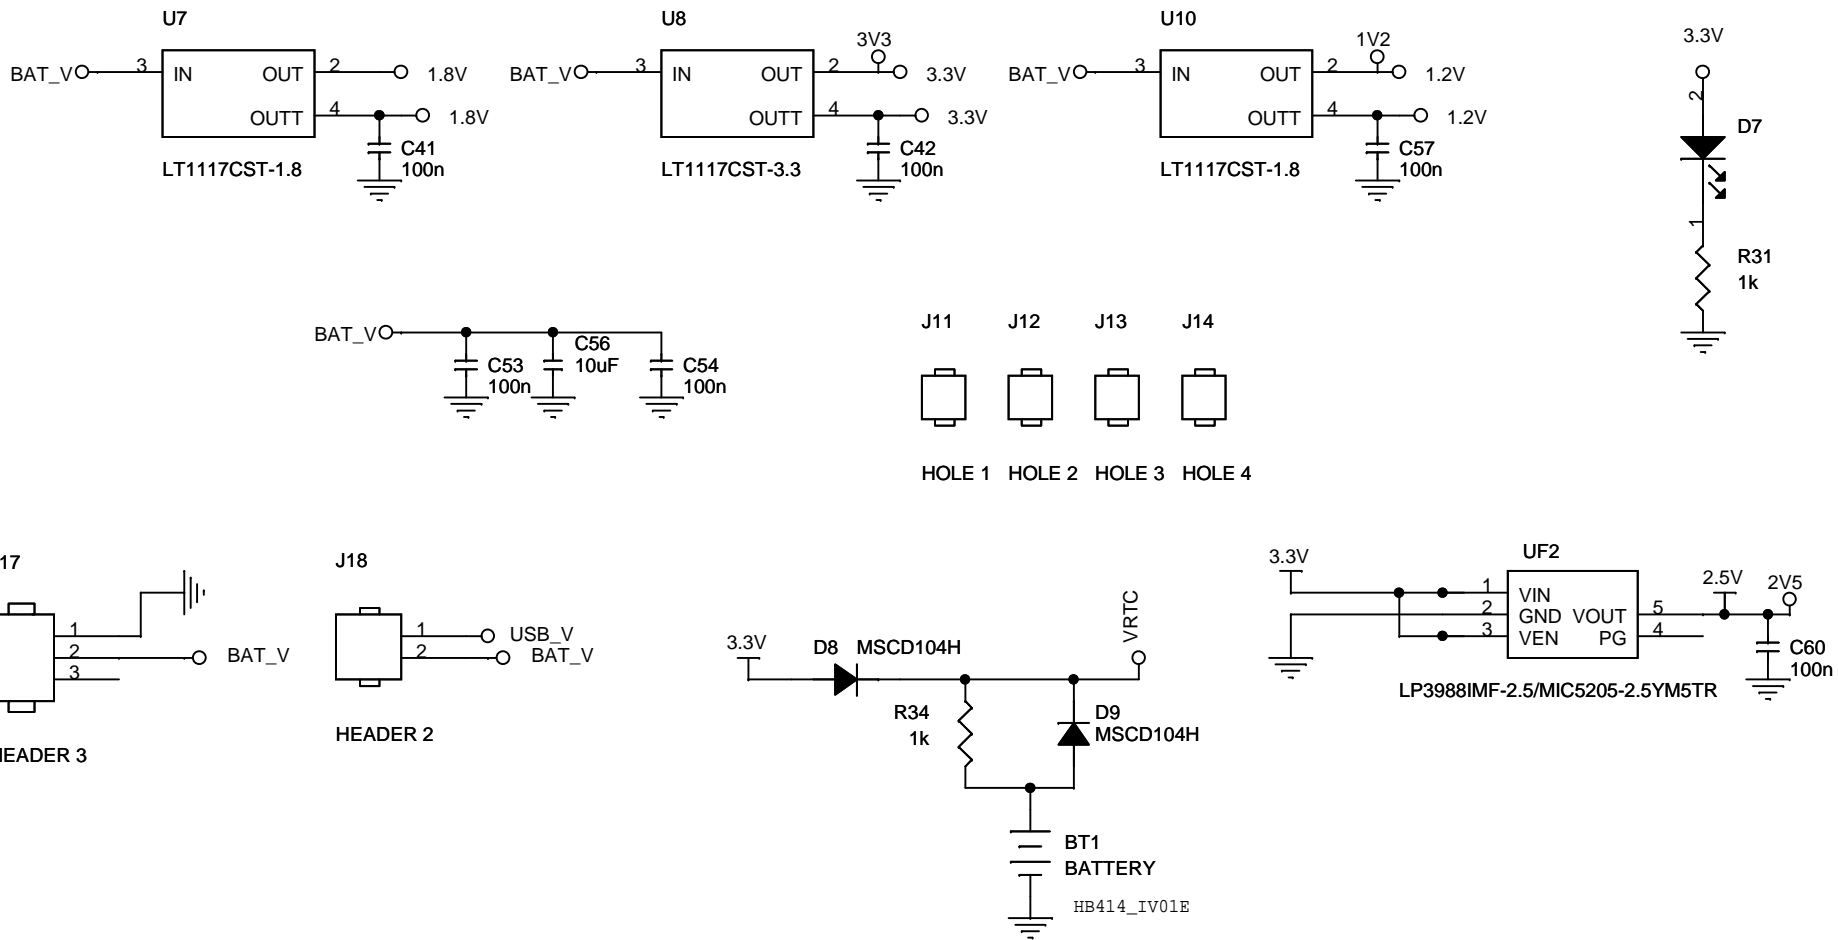 U7
BAT_V
3
IN
OUT
2
1.8V
OUTT
4
1.8V
C41
100n
LT1117CST-1.8
U8
BAT_V
3
IN
OUT
2
3V3
3.3V
OUTT
4
3.3V
C42
100n
LT1117CST-3.3
U10
BAT_V
3
IN
OUT
2
1V2
1.2V
OUTT
4
1.2V
C57
100n
LT1117CST-1.8
3.3V
2
D7
1
R31
1k
BAT_V
C53
100n
C56
10uF
C54
100n
J11
J12
J13
J14
HOLE 1
HOLE 2
HOLE 3
HOLE 4
17
1
2
3
BAT_V
HEADER 3
J18
1
2
USB_V
BAT_V
HEADER 2
3.3V
D8
MSCD104H
VRTC
R34
1k
D9
MSCD104H
BT1
BATTERY
HB414_IV01E
3.3V
UF2
1
2
3
VIN
GND
VEN
VOUT
PG
5
4
2.5V
2V5
C60
100n
LP3988IMF-2.5/MIC5205-2.5YM5TR